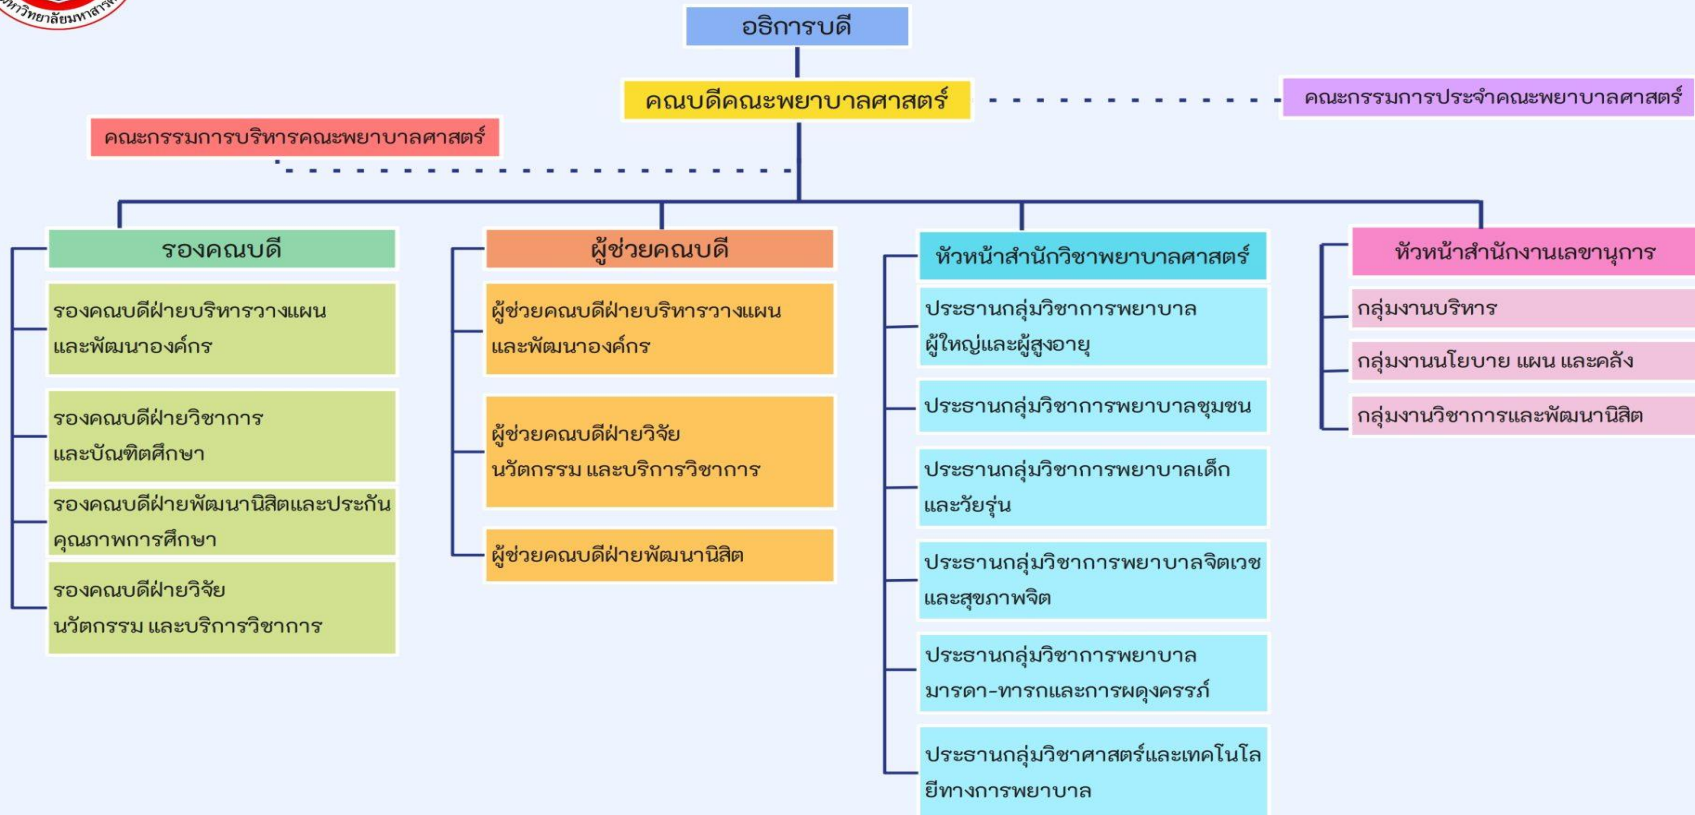 อธิการบดี
คณบดีคณะพยาบาลศาสตร์
คณะกรรมการประจำคณะพยาบาลศาสตร์
คณะกรรมการบริหารคณะพยาบาลศาสตร์
รองคณบดี
รองคณบดีฝ่ายบริหารวางแผน
และพัฒนาองค์กร
รองคณบดีฝ่ายวิชาการ
และบัณฑิตศึกษา
รองคณบดีฝ่ายพัฒนานิสิตและประกัน
คุณภาพการศึกษา
รองคณบดีฝ่ายวิจัย
นวัตกรรม และบริการวิชาการ
ผู้ช่วยคณบดี
ผู้ช่วยคณบดีฝ่ายบริหารวางแผน
และพัฒนาองค์กร
ผู้ช่วยคณบดีฝ่ายวิจัย
นวัตกรรม และบริการวิชาการ
ผู้ช่วยคณบดีฝ่ายพัฒนานิสิต
หัวหน้าสำนักวิชาพยาบาลศาสตร์
ประธานกลุ่มวิชาการพยาบาล
ผู้ใหญ่และผู้สูงอายุ
ประธานกลุ่มวิชาการพยาบาลชุมชน
ประธานกลุ่มวิชาการพยาบาลเด็ก
และวัยรุ่น
ประธานกลุ่มวิชาการพยาบาลจิตเวช
และสุขภาพจิต
ประธานกลุ่มวิชาการพยาบาล
มารดา-ทารกและการผดุงครรภ์
ประธานกลุ่มวิชาศาสตร์และเทคโนโล
ยีทางการพยาบาล
หัวหน้าสำนักงานเลขานุการ
กลุ่มงานบริหาร
กลุ่มงานนโยบาย แผน และคลัง
กลุ่มงานวิชาการและพัฒนานิสิต